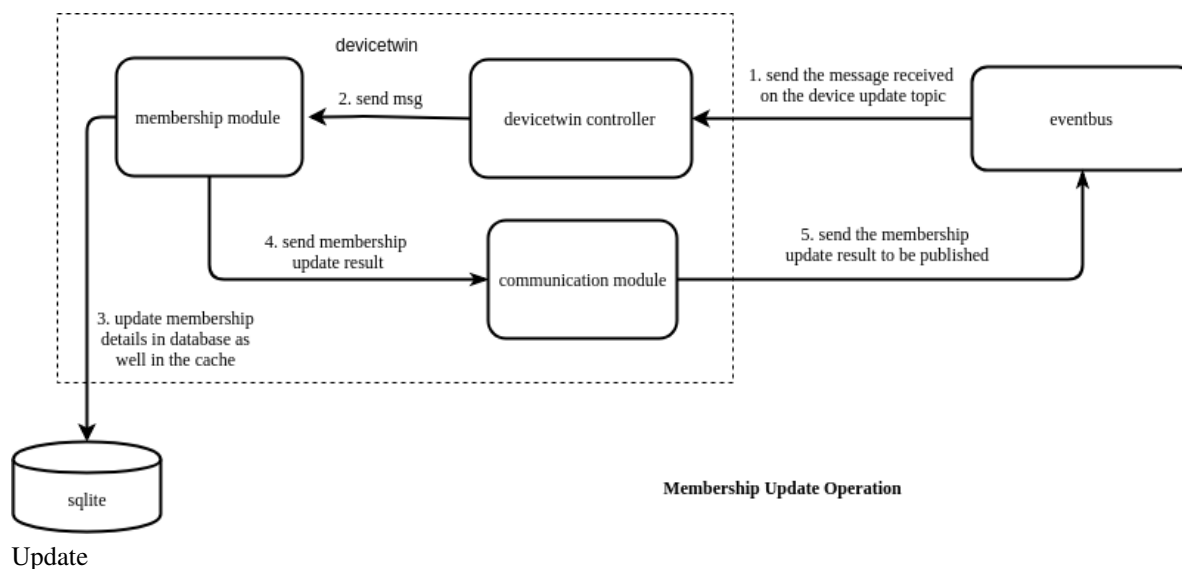 devicetwin
membership module
2. send msg
devicetwin controller
1. send the message received
on the device update topic
eventbus
4. send membership
update result
communication module
5. send the membership
update result to be published
3. update membership
details in database as
well in the cache
sqlite
Membership Update Operation
Update